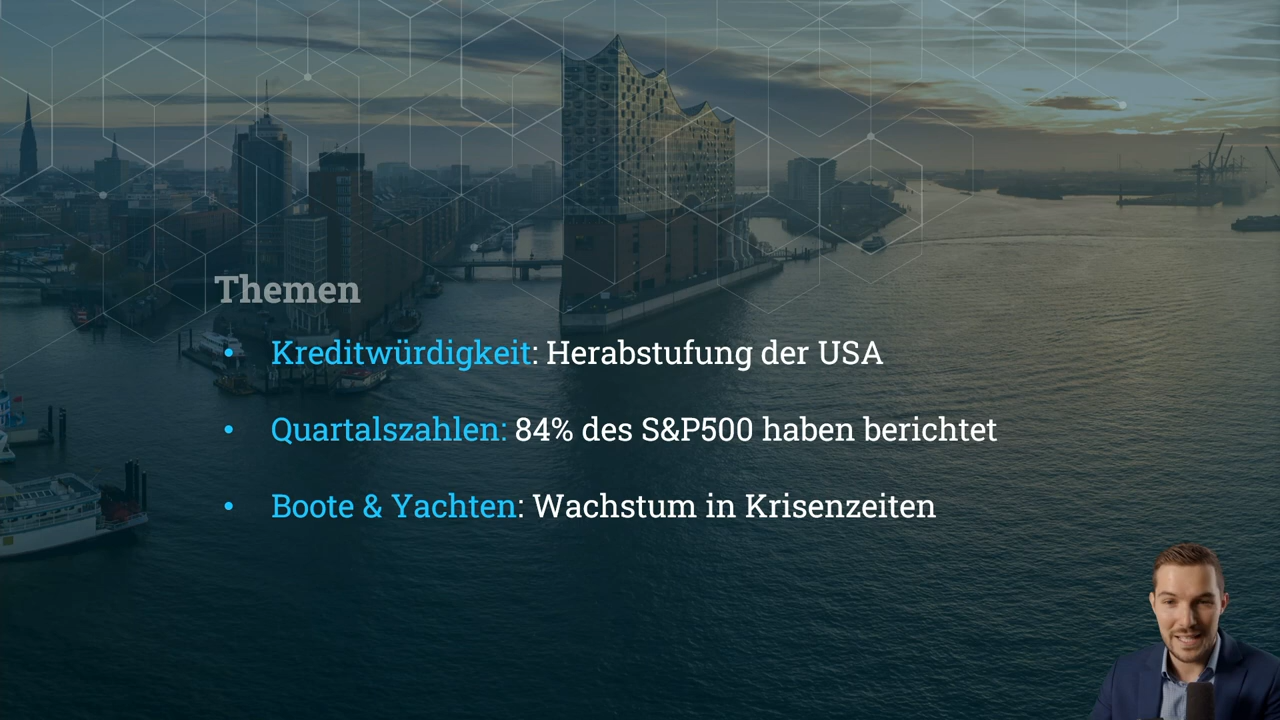 Themen
• Kreditwürdigkeit: Herabstufung der USA
• Quartalszahlen: 84% des S&P500 haben berichtet
• Boote & Yachten: Wachstum in Krisenzeiten